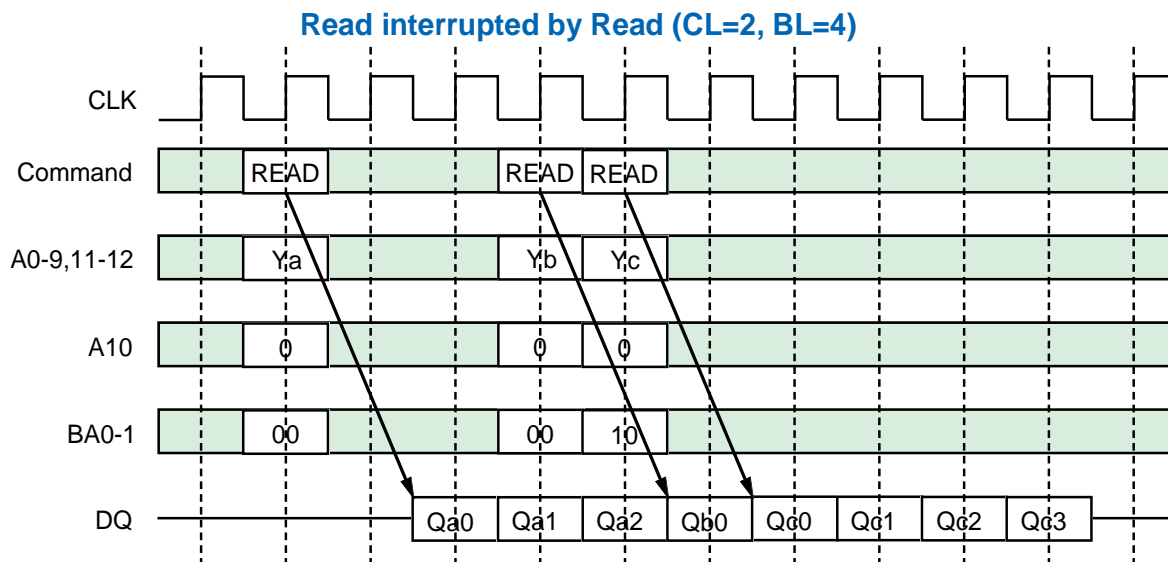 Read interrupted by Read (CL=2, BL=4)
CLK
Command READ READ READ
A0-9,11-12 Ya Yb Yc
A10 0 0 0
BA0-1 00 00 10
DQ Qa0 Qa1 Qa2 Qb0 Qc0 Qc1 Qc2 Qc3